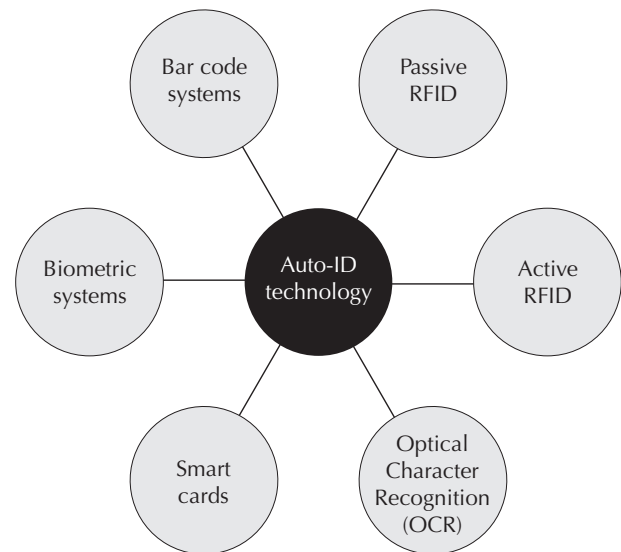 Bar code
systems
Passive
RFID
Biometric
systems
Auto-ID
technology
Active
RFID
Smart
cards
Optical
Character
Recognition
(OCR)